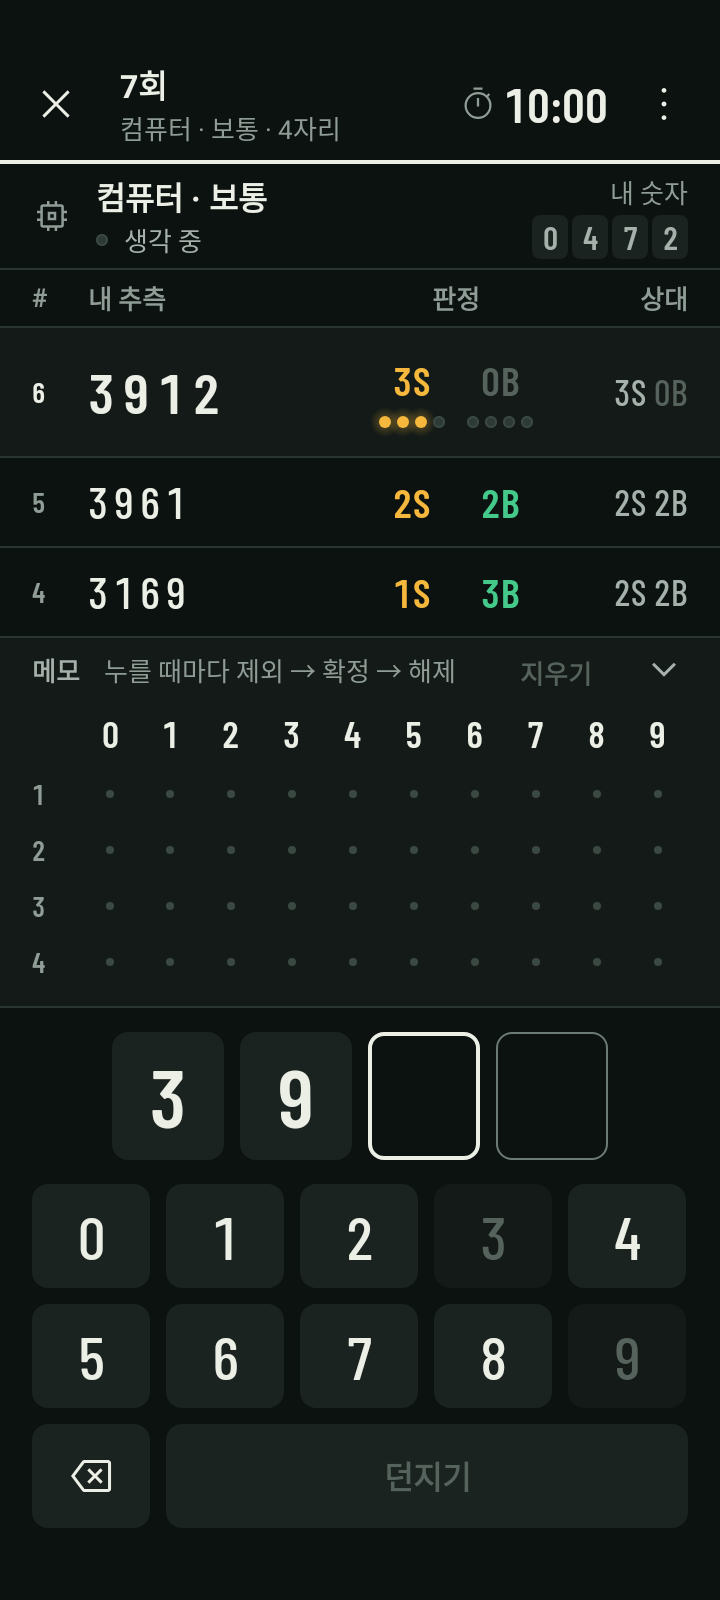 7회
컴퓨터 · 보통 · 4자리
10:00
컴퓨터 · 보통
생각 중
내 숫자
0 4 7 2
# 내 추측 판정 상대
6 3912 3S 0B 3S 0B
5 3961 2S 2B 2S 2B
4 3169 1S 3B 2S 2B
메모 누를 때마다 제외 → 확정 → 해제 지우기
0 1 2 3 4 5 6 7 8 9
1
2
3
4
3 9
0 1 2 3 4
5 6 7 8 9
던지기